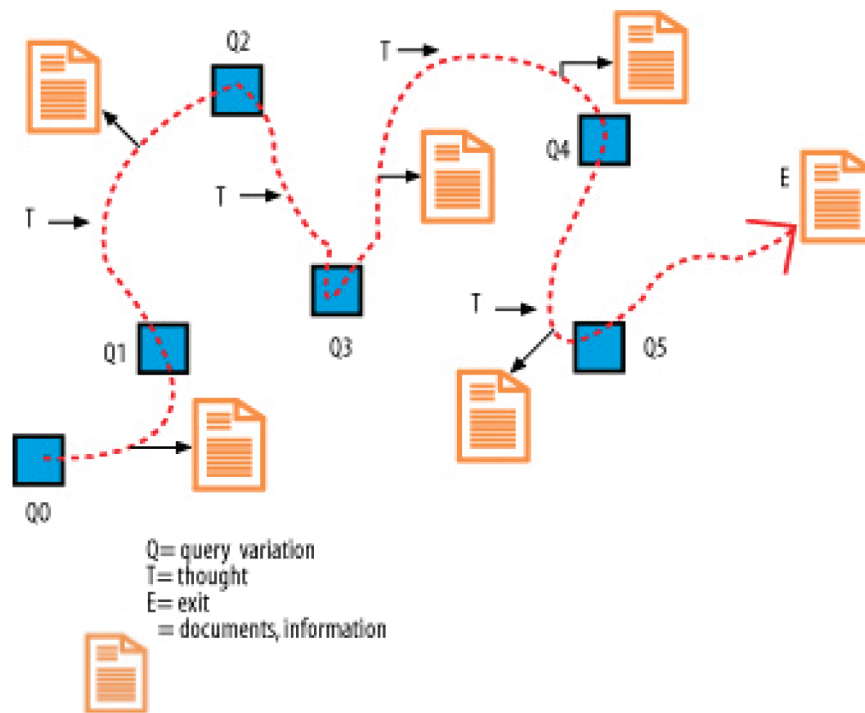 Q2
T
T
Q4
E
T
T
Q3
T
Q1
Q5
Q0
Q= query variation
T= thought
E= exit
= documents, information